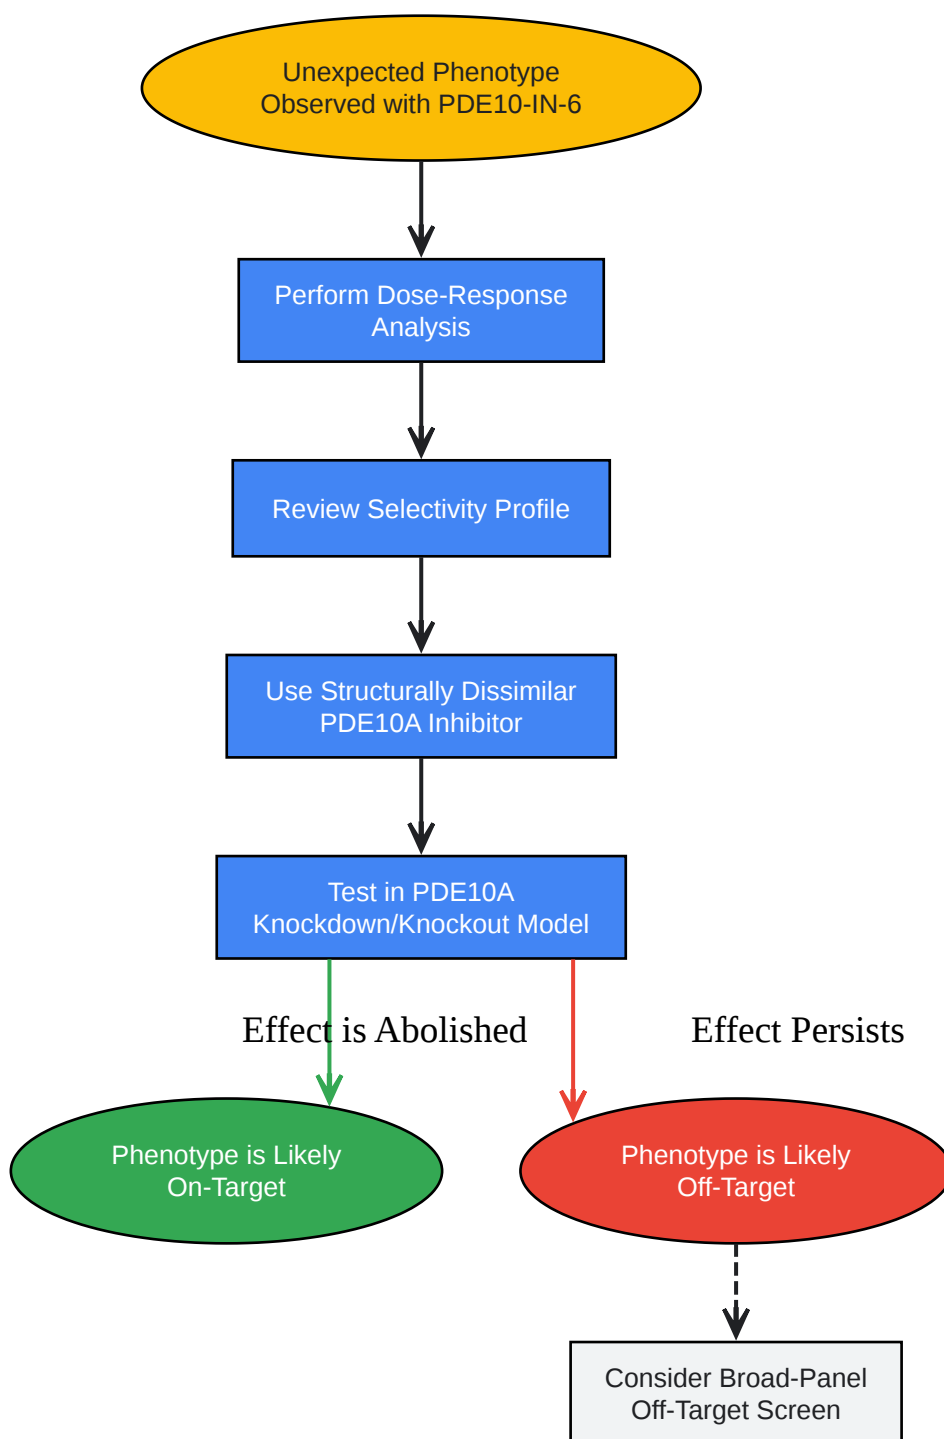 Unexpected Phenotype
Observed with PDE10-IN-6
Perform Dose-Response
Analysis
Review Selectivity Profile
Use Structurally Dissimilar
PDE10A Inhibitor
Test in PDE10A
Knockdown/Knockout Model
Effect is Abolished
Effect Persists
Phenotype is Likely
On-Target
Phenotype is Likely
Off-Target
Consider Broad-Panel
Off-Target Screen